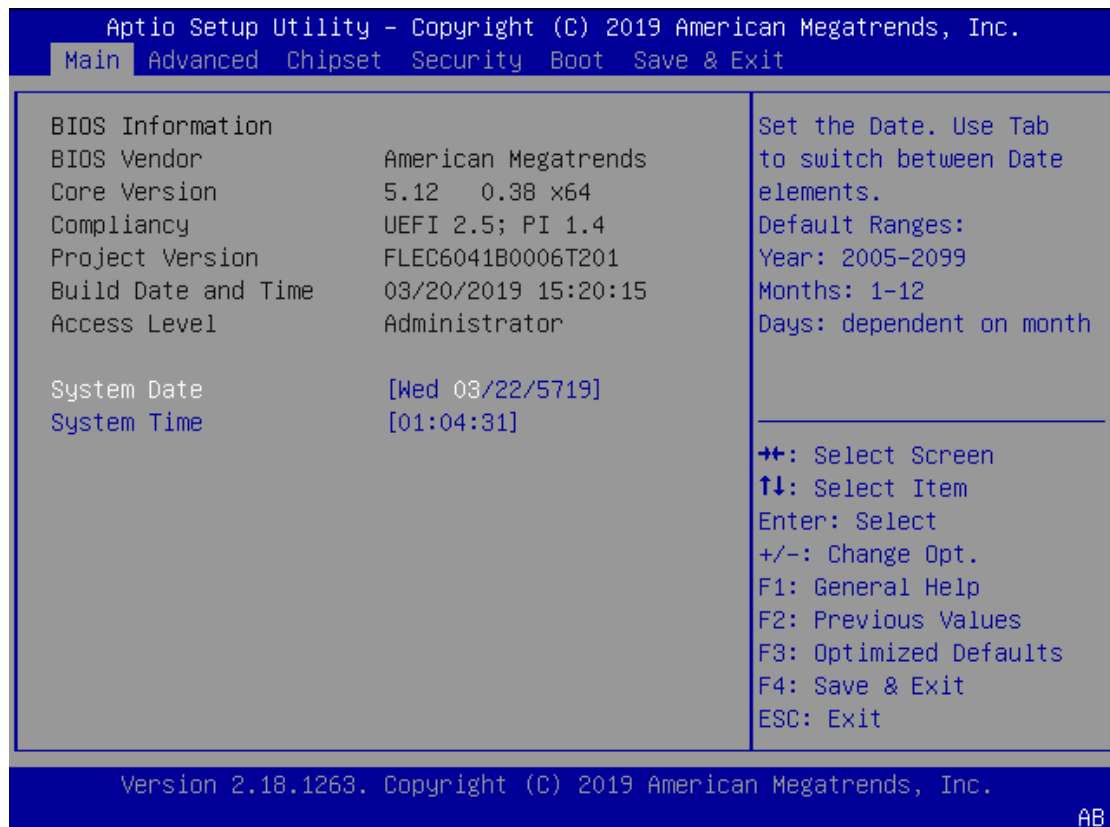 Aptio Setup Utility – Copyright (C) 2019 American Megatrends, Inc.
Main Advanced Chipset Security Boot Save & Exit
BIOS Information
BIOS Vendor American Megatrends
Core Version 5.12 0.38 x64
Compliancy UEFI 2.5; PI 1.4
Project Version FLEC6041B0006T201
Build Date and Time 03/20/2019 15:20:15
Access Level Administrator
System Date [Wed 03/22/5719]
System Time [01:04:31]
Set the Date. Use Tab
to switch between Date
elements.
Default Ranges:
Year: 2005–2099
Months: 1–12
Days: dependent on month
→←: Select Screen
↑↓: Select Item
Enter: Select
+/–: Change Opt.
F1: General Help
F2: Previous Values
F3: Optimized Defaults
F4: Save & Exit
ESC: Exit
Version 2.18.1263. Copyright (C) 2019 American Megatrends, Inc.
AB